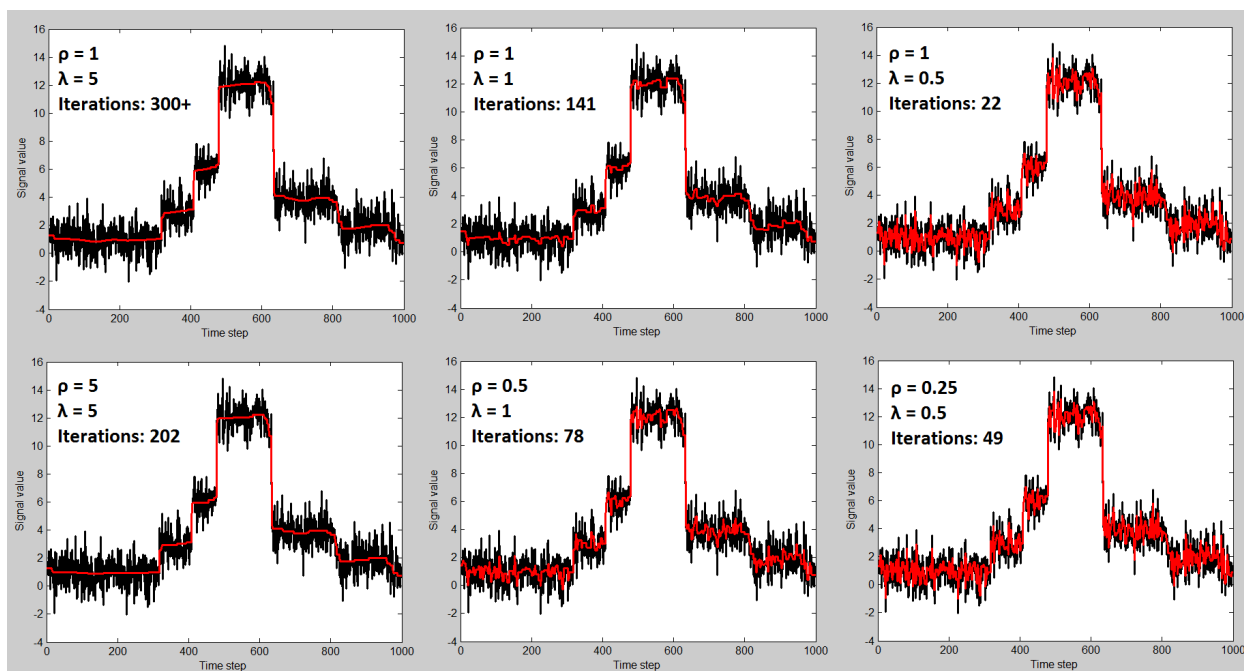 ρ = 1
λ = 5
Iterations: 300+
16
14
12
10
8
6
4
2
0
-2
-4
Signal value
0 200 400 600 800 1000
Time step
ρ = 1
λ = 1
Iterations: 141
16
14
12
10
8
6
4
2
0
-2
-4
Signal value
0 200 400 600 800 1000
Time step
ρ = 1
λ = 0.5
Iterations: 22
16
14
12
10
8
6
4
2
0
-2
-4
Signal value
0 200 400 600 800 1000
Time step
ρ = 5
λ = 5
Iterations: 202
16
14
12
10
8
6
4
2
0
-2
-4
Signal value
0 200 400 600 800 1000
Time step
ρ = 0.5
λ = 1
Iterations: 78
16
14
12
10
8
6
4
2
0
-2
-4
Signal value
0 200 400 600 800 1000
Time step
ρ = 0.25
λ = 0.5
Iterations: 49
16
14
12
10
8
6
4
2
0
-2
-4
Signal value
0 200 400 600 800 1000
Time step